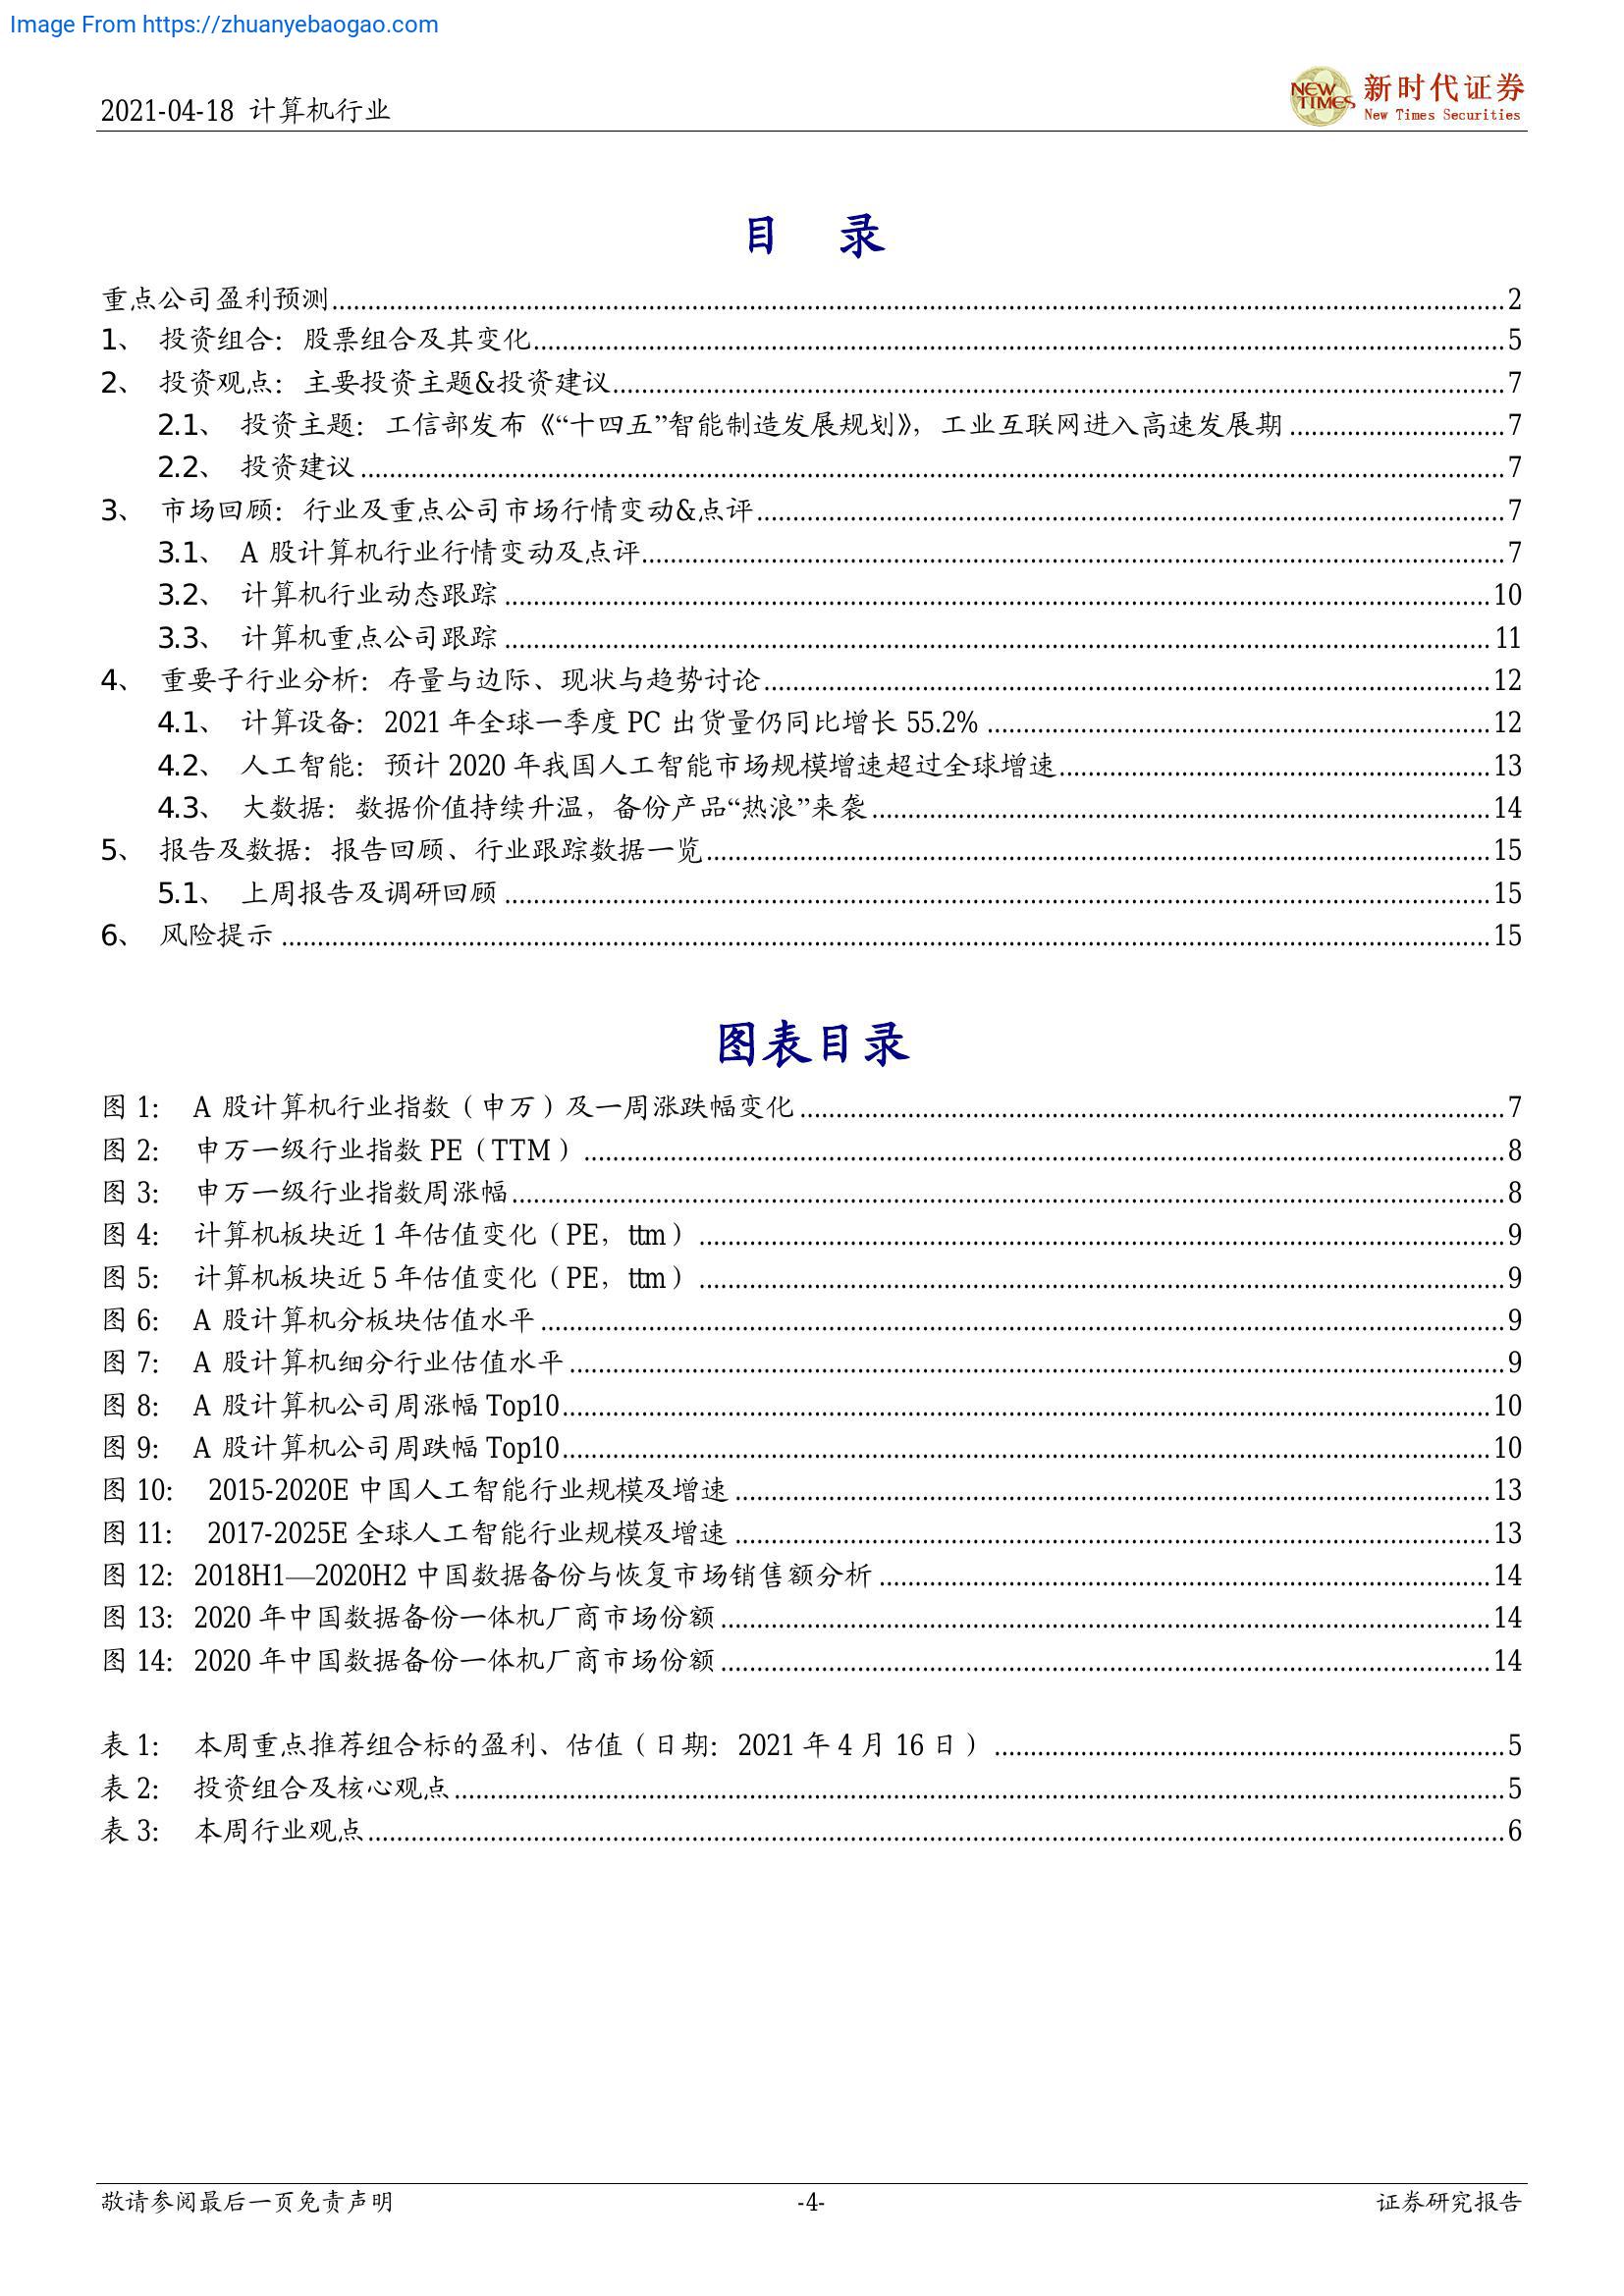 Image From https://zhuanyebaogao.com
2021-04-18 计算机行业
NEW TIMES
新时代证券
New Times Securities
目 录
重点公司盈利预测 2
1、 投资组合：股票组合及其变化 5
2、 投资观点：主要投资主题&投资建议 7
2.1、 投资主题：工信部发布《“十四五”智能制造发展规划》，工业互联网进入高速发展期 7
2.2、 投资建议 7
3、 市场回顾：行业及重点公司市场行情变动&点评 7
3.1、 A 股计算机行业行情变动及点评 7
3.2、 计算机行业动态跟踪 10
3.3、 计算机重点公司跟踪 11
4、 重要子行业分析：存量与边际、现状与趋势讨论 12
4.1、 计算设备：2021 年全球一季度 PC 出货量仍同比增长 55.2% 12
4.2、 人工智能：预计 2020 年我国人工智能市场规模增速超过全球增速 13
4.3、 大数据：数据价值持续升温，备份产品“热浪”来袭 14
5、 报告及数据：报告回顾、行业跟踪数据一览 15
5.1、 上周报告及调研回顾 15
6、 风险提示 15
图表目录
图 1： A 股计算机行业指数（申万）及一周涨跌幅变化 7
图 2： 申万一级行业指数 PE（TTM） 8
图 3： 申万一级行业指数周涨幅 8
图 4： 计算机板块近 1 年估值变化（PE，ttm） 9
图 5： 计算机板块近 5 年估值变化（PE，ttm） 9
图 6： A 股计算机分板块估值水平 9
图 7： A 股计算机细分行业估值水平 9
图 8： A 股计算机公司周涨幅 Top10 10
图 9： A 股计算机公司周跌幅 Top10 10
图 10： 2015-2020E 中国人工智能行业规模及增速 13
图 11： 2017-2025E 全球人工智能行业规模及增速 13
图 12： 2018H1—2020H2 中国数据备份与恢复市场销售额分析 14
图 13： 2020 年中国数据备份一体机厂商市场份额 14
图 14： 2020 年中国数据备份一体机厂商市场份额 14
表 1： 本周重点推荐组合标的盈利、估值（日期：2021 年 4 月 16 日） 5
表 2： 投资组合及核心观点 5
表 3： 本周行业观点 6
敬请参阅最后一页免责声明 -4- 证券研究报告